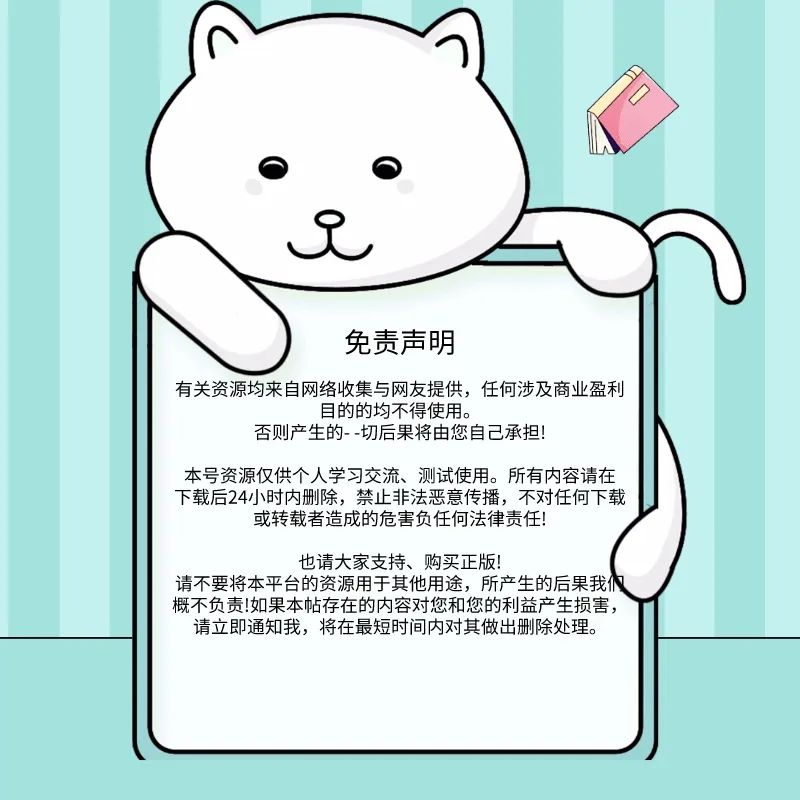 免责声明
有关资源均来自网络收集与网友提供，任何涉及商业盈利
目的的均不得使用。
否则产生的- -切后果将由您自己承担!
本号资源仅供个人学习交流、测试使用。所有内容请在
下载后24小时内删除，禁止非法恶意传播，不对任何下载
或转载者造成的危害负任何法律责任!
也请大家支持、购买正版!
请不要将本平台的资源用于其他用途，所产生的后果我们
概不负责!如果本帖存在的内容对您和您的利益产生损害，
请立即通知我，将在最短时间内对其做出删除处理。